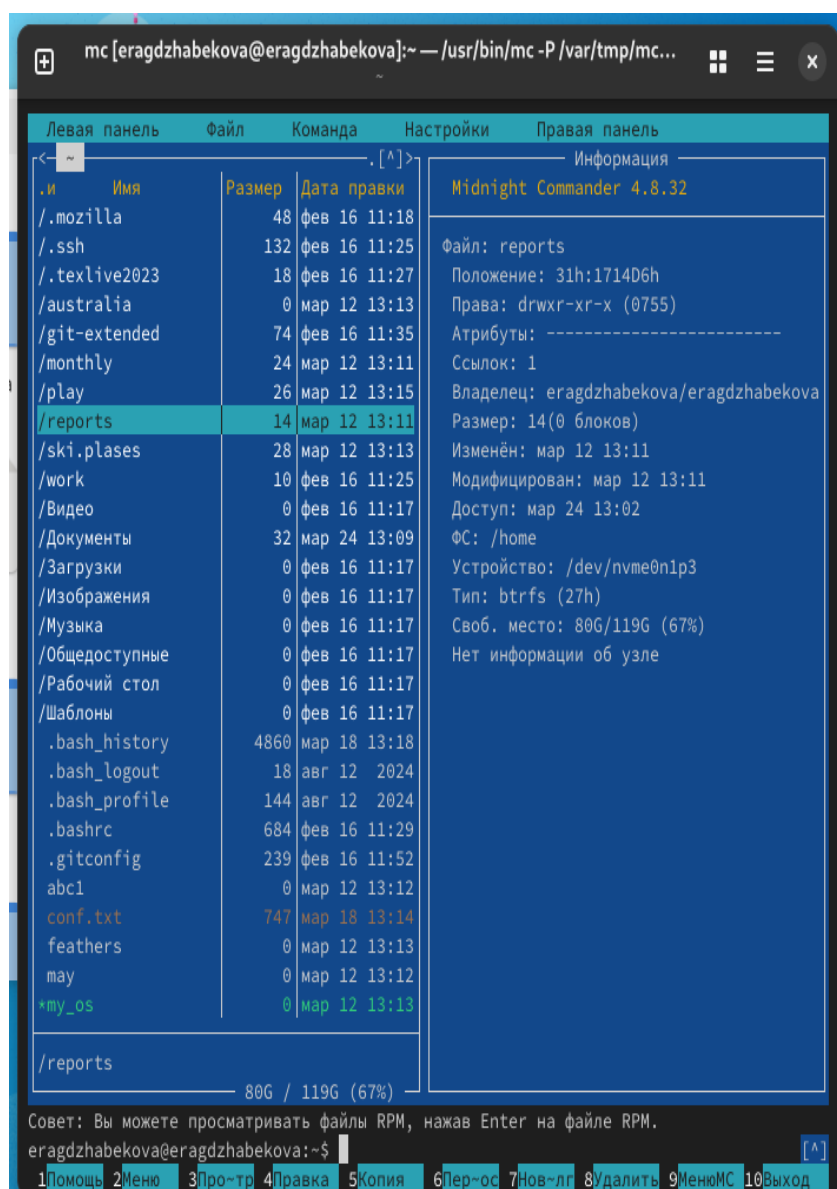 mc [eragdzhabekova@eragdzhabekova]:~ — /usr/bin/mc -P /var/tmp/mc…
~
Левая панель Файл Команда Настройки Правая панель
<- ~ .[^]>
.и Имя Размер Дата правки
/.mozilla 48 фев 16 11:18
/.ssh 132 фев 16 11:25
/.texlive2023 18 фев 16 11:27
/australia 0 мар 12 13:13
/git-extended 74 фев 16 11:35
/monthly 24 мар 12 13:11
/play 26 мар 12 13:15
/reports 14 мар 12 13:11
/ski.plases 28 мар 12 13:13
/work 10 фев 16 11:25
/Видео 0 фев 16 11:17
/Документы 32 мар 24 13:09
/Загрузки 0 фев 16 11:17
/Изображения 0 фев 16 11:17
/Музыка 0 фев 16 11:17
/Общедоступные 0 фев 16 11:17
/Рабочий стол 0 фев 16 11:17
/Шаблоны 0 фев 16 11:17
.bash_history 4860 мар 18 13:18
.bash_logout 18 авг 12 2024
.bash_profile 144 авг 12 2024
.bashrc 684 фев 16 11:29
.gitconfig 239 фев 16 11:52
abc1 0 мар 12 13:12
conf.txt 747 мар 18 13:14
feathers 0 мар 12 13:13
may 0 мар 12 13:12
*my_os 0 мар 12 13:13
/reports
80G / 119G (67%)
Информация
Midnight Commander 4.8.32
Файл: reports
Положение: 31h:1714D6h
Права: drwxr-xr-x (0755)
Атрибуты: -------------------------
Ссылок: 1
Владелец: eragdzhabekova/eragdzhabekova
Размер: 14(0 блоков)
Изменён: мар 12 13:11
Модифицирован: мар 12 13:11
Доступ: мар 24 13:02
ФС: /home
Устройство: /dev/nvme0n1p3
Тип: btrfs (27h)
Своб. место: 80G/119G (67%)
Нет информации об узле
Совет: Вы можете просматривать файлы RPM, нажав Enter на файле RPM.
eragdzhabekova@eragdzhabekova:~$ [^]
1Помощь 2Меню 3Про~тр 4Правка 5Копия 6Пер~ос 7Нов~лг 8Удалить 9МенюMC 10Выход